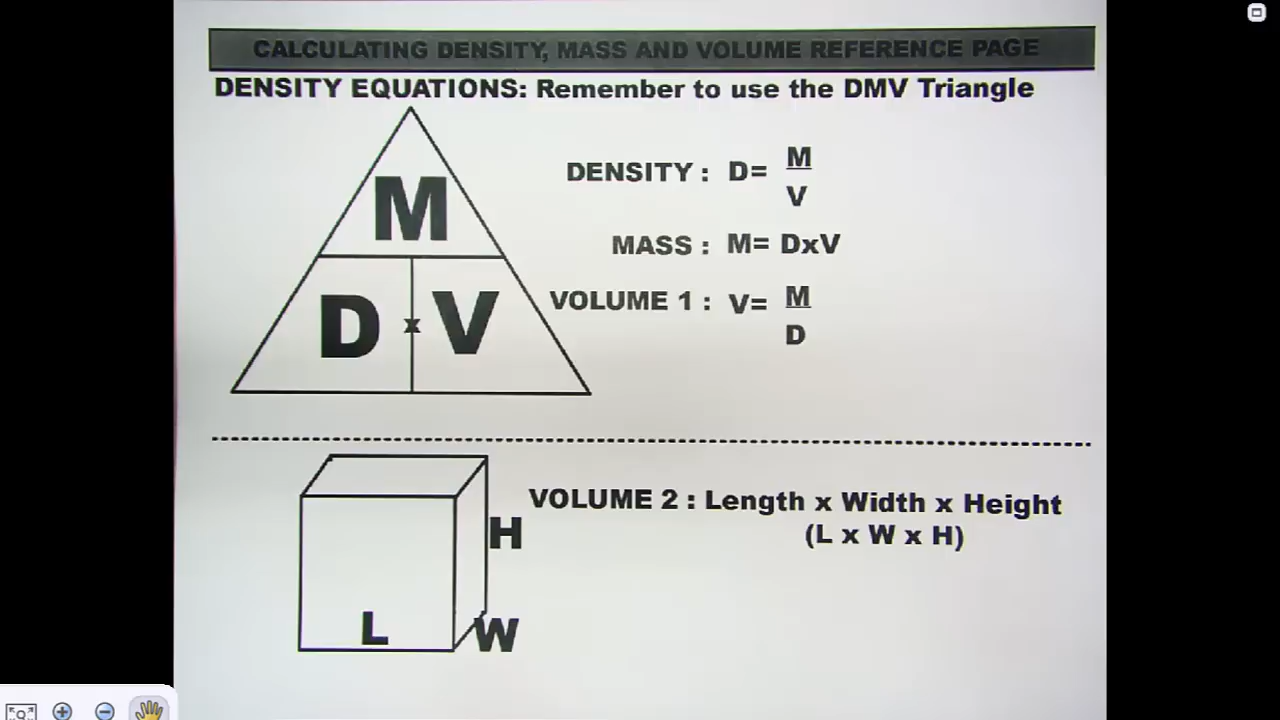 CALCULATING DENSITY, MASS AND VOLUME REFERENCE PAGE
DENSITY EQUATIONS: Remember to use the DMV Triangle
M
D x V
DENSITY : D= M
V
MASS : M= DxV
VOLUME 1 : V= M
D
VOLUME 2 : Length x Width x Height
(L x W x H)
H
L
W